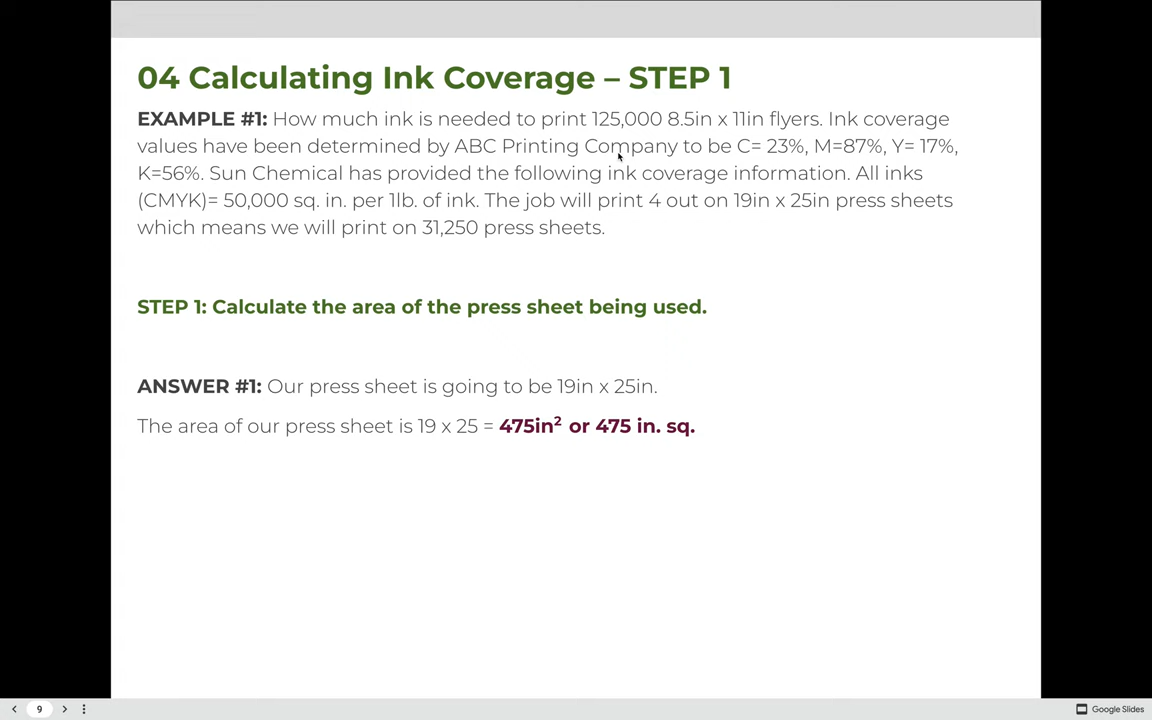 04 Calculating Ink Coverage – STEP 1
EXAMPLE #1: How much ink is needed to print 125,000 8.5in x 11in flyers. Ink coverage
values have been determined by ABC Printing Company to be C= 23%, M=87%, Y= 17%,
K=56%. Sun Chemical has provided the following ink coverage information. All inks
(CMYK)= 50,000 sq. in. per 1lb. of ink. The job will print 4 out on 19in x 25in press sheets
which means we will print on 31,250 press sheets.
STEP 1: Calculate the area of the press sheet being used.
ANSWER #1: Our press sheet is going to be 19in x 25in.
The area of our press sheet is 19 x 25 = 475in² or 475 in. sq.
9
Google Slides